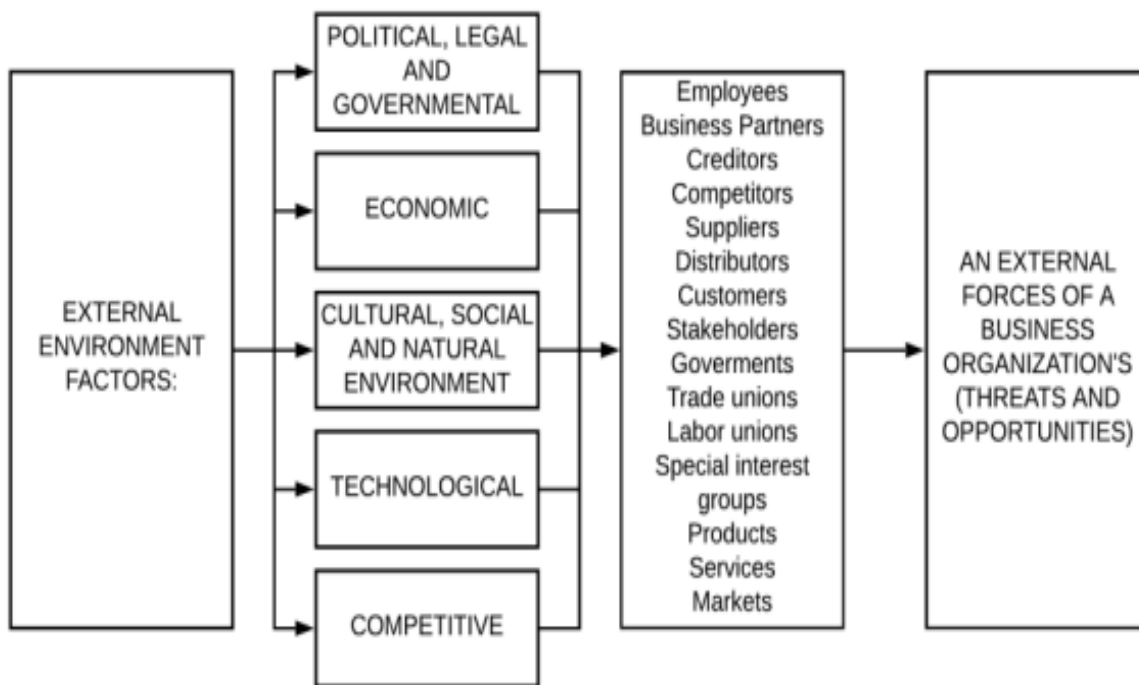 EXTERNAL
ENVIRONMENT
FACTORS:
POLITICAL, LEGAL
AND
GOVERNMENTAL
ECONOMIC
CULTURAL, SOCIAL
AND NATURAL
ENVIRONMENT
TECHNOLOGICAL
COMPETITIVE
Employees
Business Partners
Creditors
Competitors
Suppliers
Distributors
Customers
Stakeholders
Goverments
Trade unions
Labor unions
Special interest
groups
Products
Services
Markets
AN EXTERNAL
FORCES OF A
BUSINESS
ORGANIZATION'S
(THREATS AND
OPPORTUNITIES)